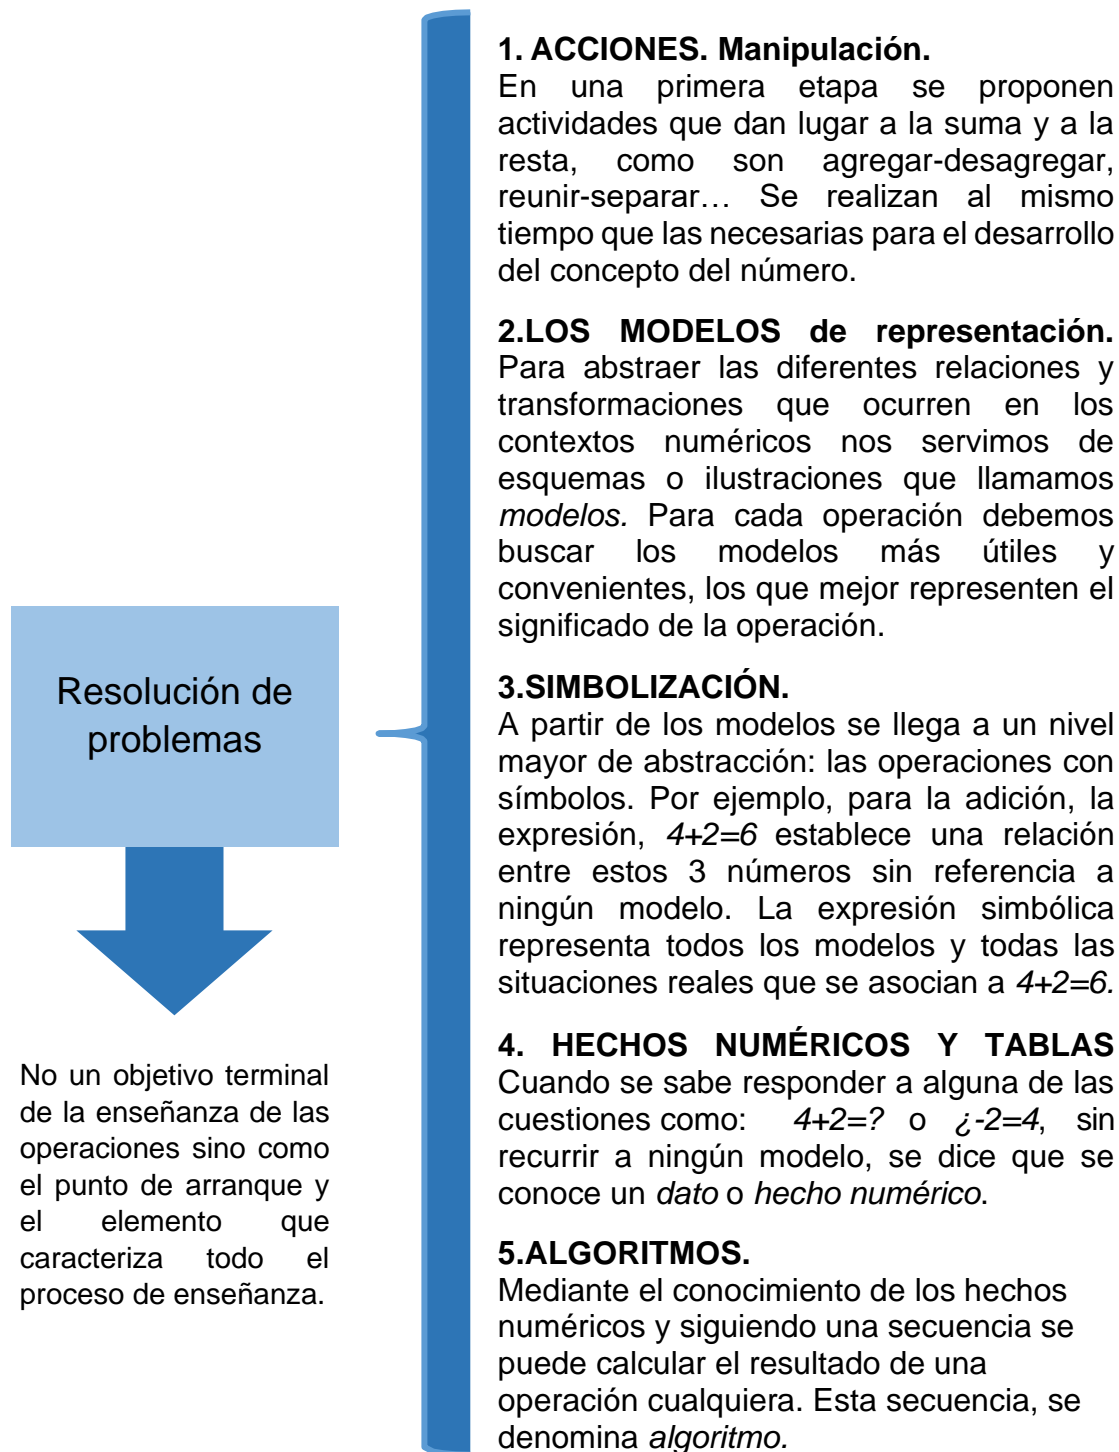 Resolución de
problemas
No un objetivo terminal
de la enseñanza de las
operaciones sino como
el punto de arranque y
el elemento que
caracteriza todo el
proceso de enseñanza.
1. ACCIONES. Manipulación.
En una primera etapa se proponen
actividades que dan lugar a la suma y a la
resta, como son agregar-desagregar,
reunir-separar… Se realizan al mismo
tiempo que las necesarias para el desarrollo
del concepto del número.
2.LOS MODELOS de representación.
Para abstraer las diferentes relaciones y
transformaciones que ocurren en los
contextos numéricos nos servimos de
esquemas o ilustraciones que llamamos
modelos. Para cada operación debemos
buscar los modelos más útiles y
convenientes, los que mejor representen el
significado de la operación.
3.SIMBOLIZACIÓN.
A partir de los modelos se llega a un nivel
mayor de abstracción: las operaciones con
símbolos. Por ejemplo, para la adición, la
expresión, 4+2=6 establece una relación
entre estos 3 números sin referencia a
ningún modelo. La expresión simbólica
representa todos los modelos y todas las
situaciones reales que se asocian a 4+2=6.
4. HECHOS NUMÉRICOS Y TABLAS
Cuando se sabe responder a alguna de las
cuestiones como: 4+2=? o ¿-2=4, sin
recurrir a ningún modelo, se dice que se
conoce un dato o hecho numérico.
5.ALGORITMOS.
Mediante el conocimiento de los hechos
numéricos y siguiendo una secuencia se
puede calcular el resultado de una
operación cualquiera. Esta secuencia, se
denomina algoritmo.